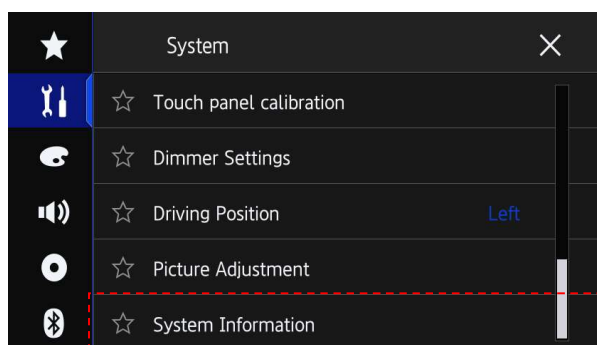 System
Touch panel calibration
Dimmer Settings
Driving Position Left
Picture Adjustment
System Information